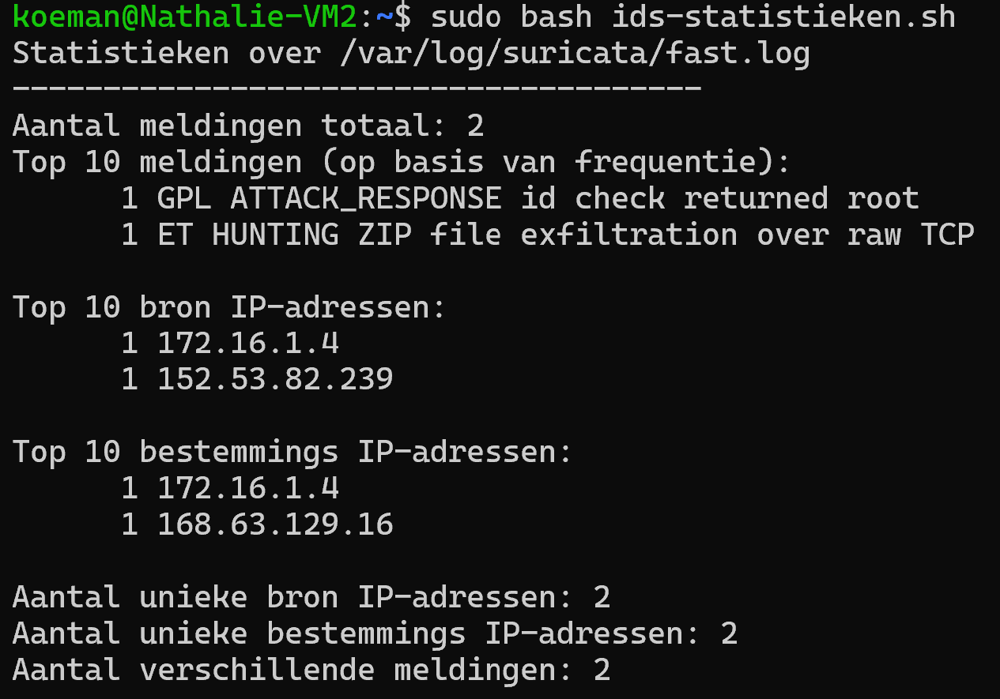 koeman@Nathalie-VM2:~$ sudo bash ids-statistieken.sh
Statistieken over /var/log/suricata/fast.log
--------------------------------------
Aantal meldingen totaal: 2
Top 10 meldingen (op basis van frequentie):
      1 GPL ATTACK_RESPONSE id check returned root
      1 ET HUNTING ZIP file exfiltration over raw TCP

Top 10 bron IP-adressen:
      1 172.16.1.4
      1 152.53.82.239

Top 10 bestemmings IP-adressen:
      1 172.16.1.4
      1 168.63.129.16

Aantal unieke bron IP-adressen: 2
Aantal unieke bestemmings IP-adressen: 2
Aantal verschillende meldingen: 2